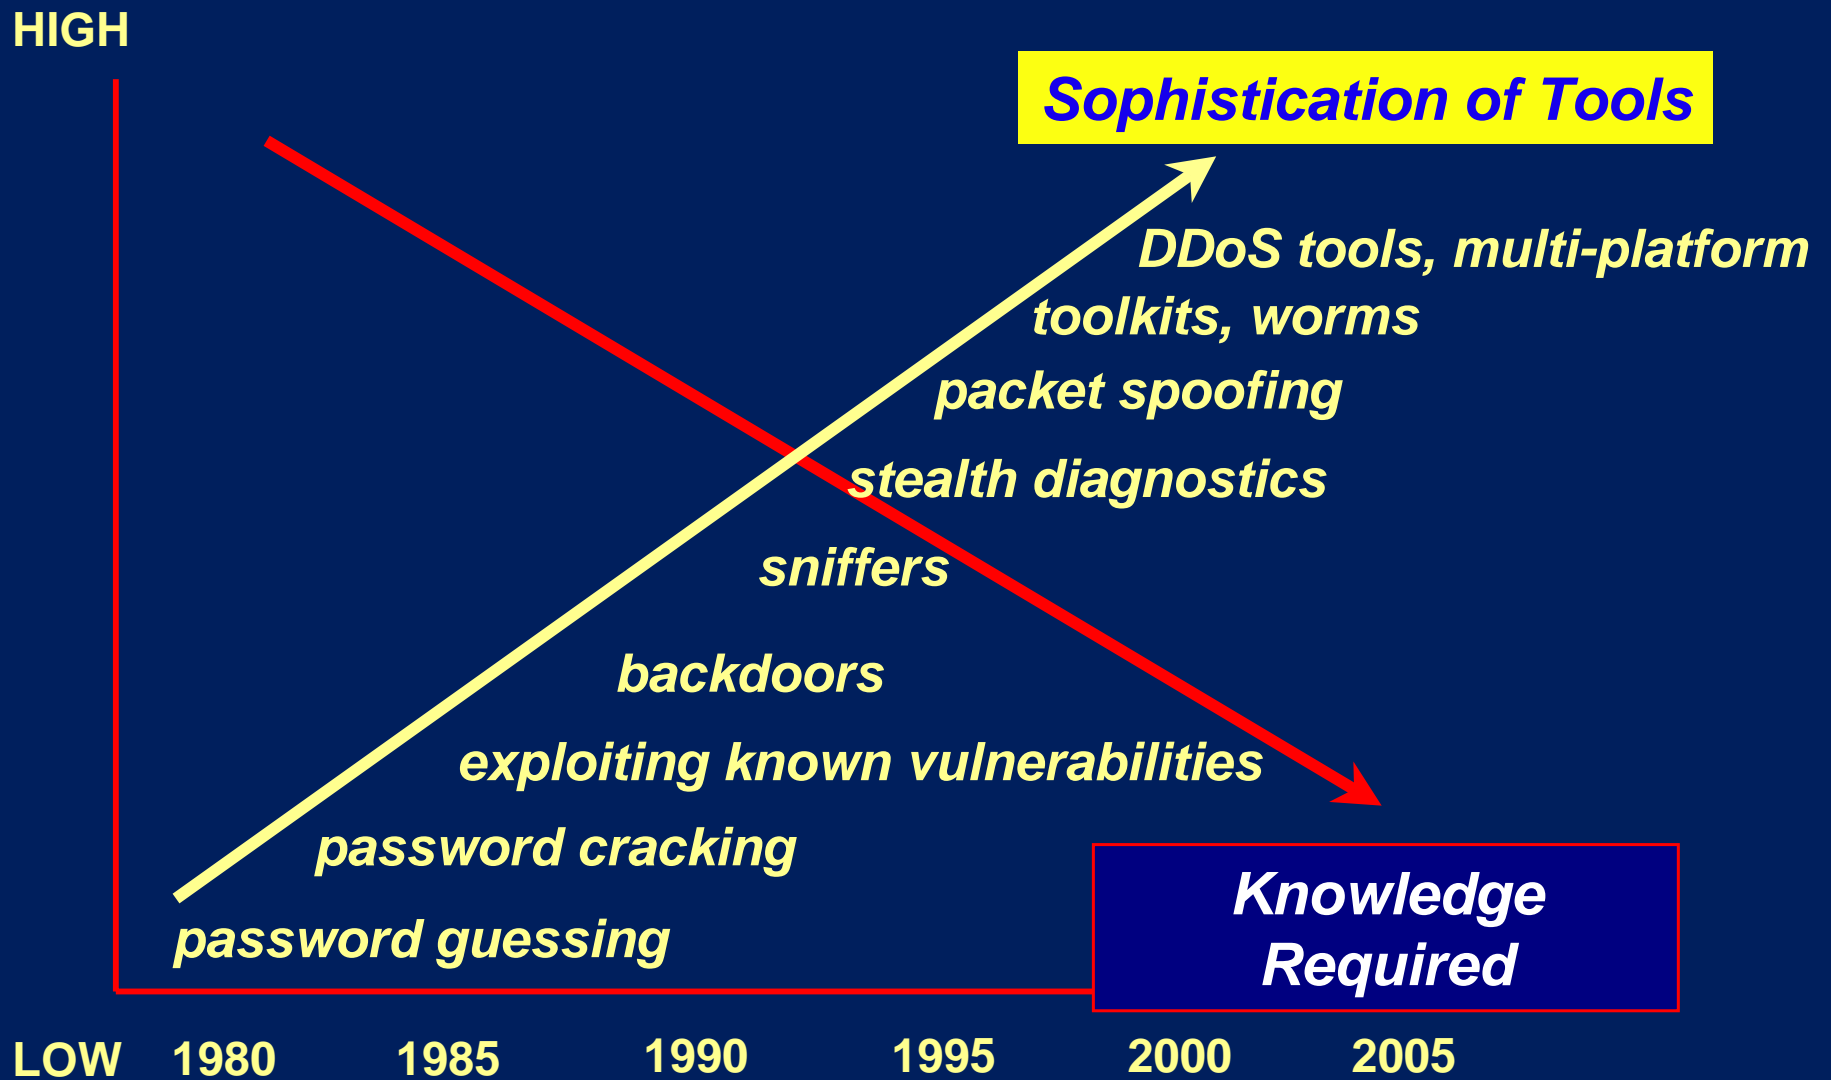 HIGH
Sophistication of Tools
DDoS tools, multi-platform
toolkits, worms
packet spoofing
stealth diagnostics
sniffers
backdoors
exploiting known vulnerabilities
password cracking
password guessing
Knowledge
Required
LOW 1980 1985 1990 1995 2000 2005